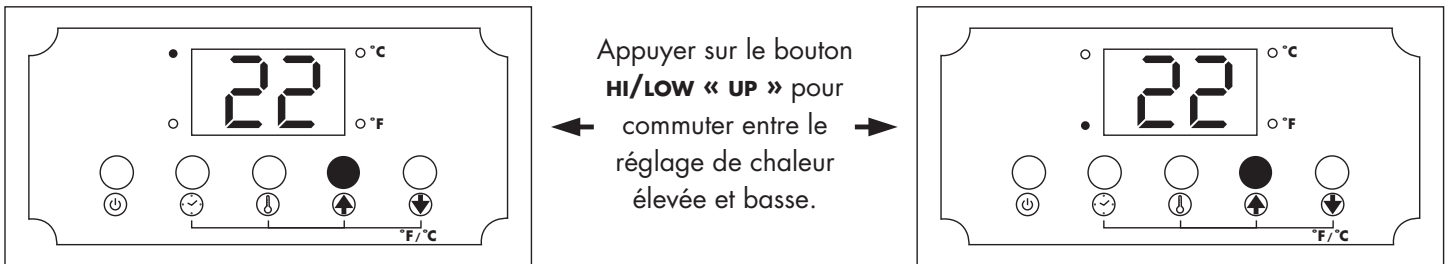 °C
22
°F
°F/°C
Appuyer sur le bouton
HI/LOW « UP » pour
commuter entre le
réglage de chaleur
élevée et basse.
°C
22
°F
°F/°C